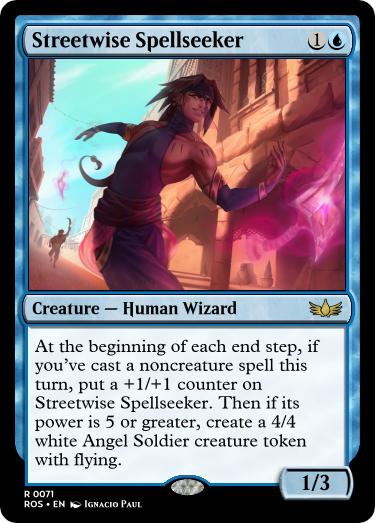 Streetwise Spellseeker 1
Creature — Human Wizard
At the beginning of each end step, if
you've cast a noncreature spell this
turn, put a +1/+1 counter on
Streetwise Spellseeker. Then if its
power is 5 or greater, create a 4/4
white Angel Soldier creature token
with flying.
1/3
R 0071
ROS • EN Ignacio Paul